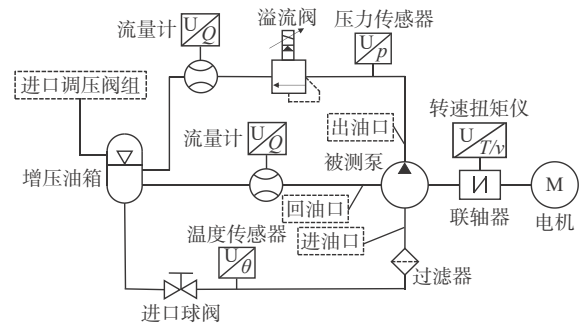 流量计
U
Q
溢流阀
压力传感器
U
p
进口调压阀组
转速扭矩仪
U
T/v
出油口
流量计
U
Q
被测泵
增压油箱
M
回油口
联轴器
电机
进油口
温度传感器
U
θ
过滤器
进口球阀